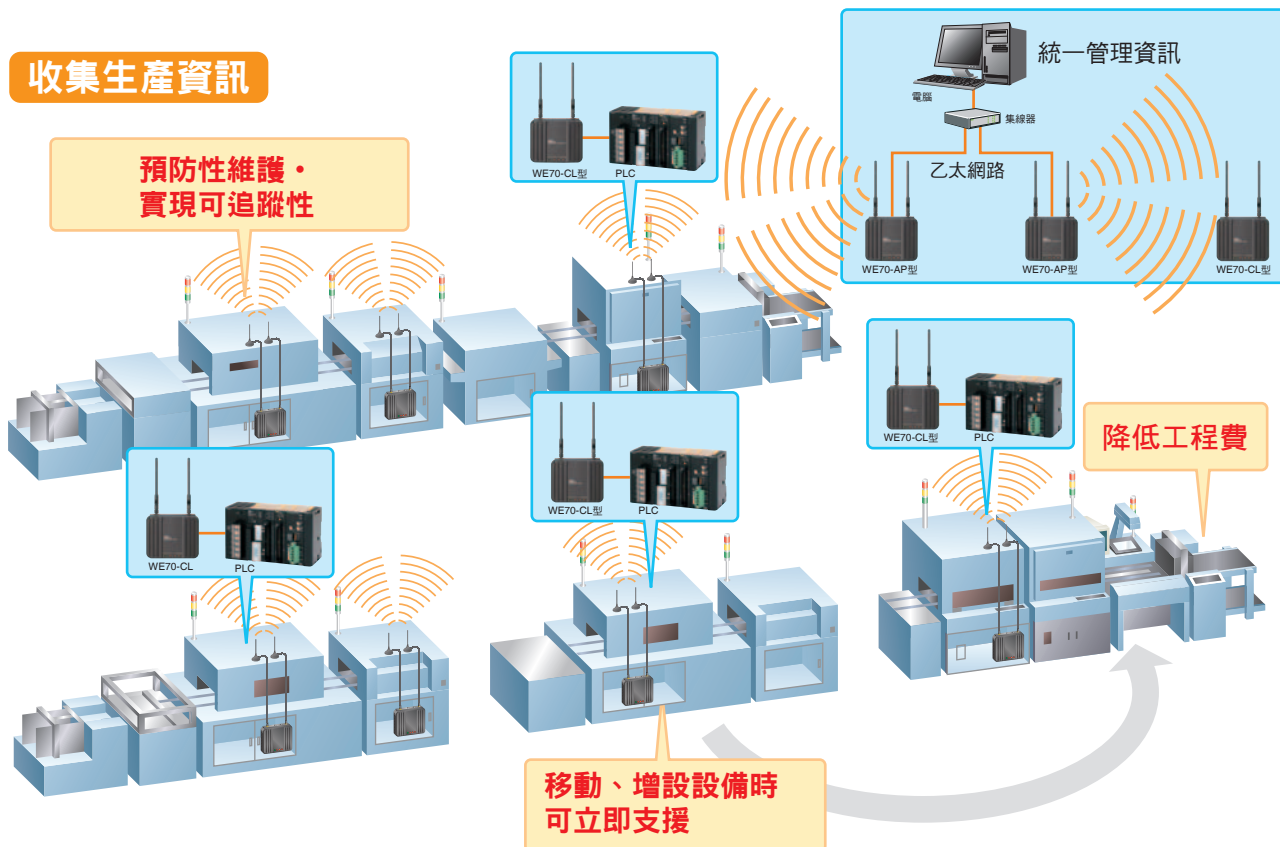 收集生產資訊
預防性維護・
實現可追蹤性
WE70-CL型
PLC
統一管理資訊
電腦
集線器
乙太網路
WE70-AP型
WE70-AP型
WE70-CL型
WE70-CL型
PLC
降低工程費
WE70-CL
PLC
WE70-CL型
PLC
移動、增設設備時
可立即支援